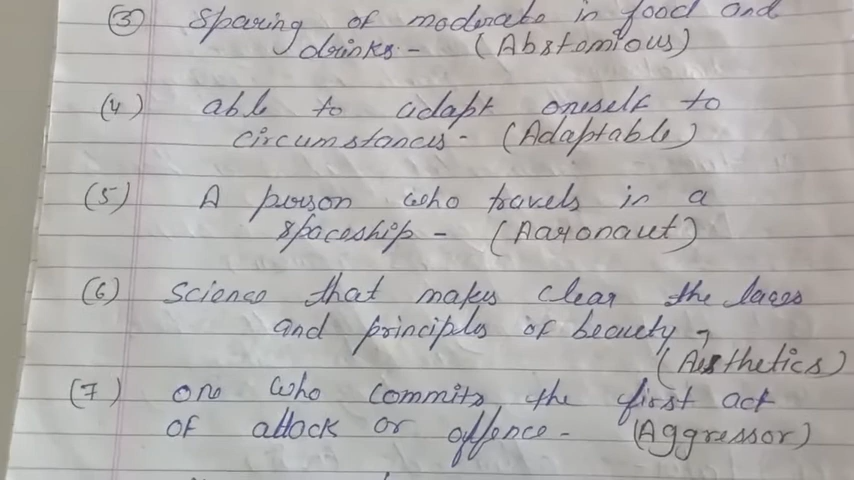 (3) Sparing of moderate in food and
drinks - (Abstomious)
(4) able to adapt oneself to
circumstances - (Adaptable)
(5) A person who travels in a
spaceship - (Aaronaut)
(6) Science that makes clear the laws
and principles of beauty -
(Aesthetics)
(7) one who commits the first act
of attack or offence - (Aggressor)